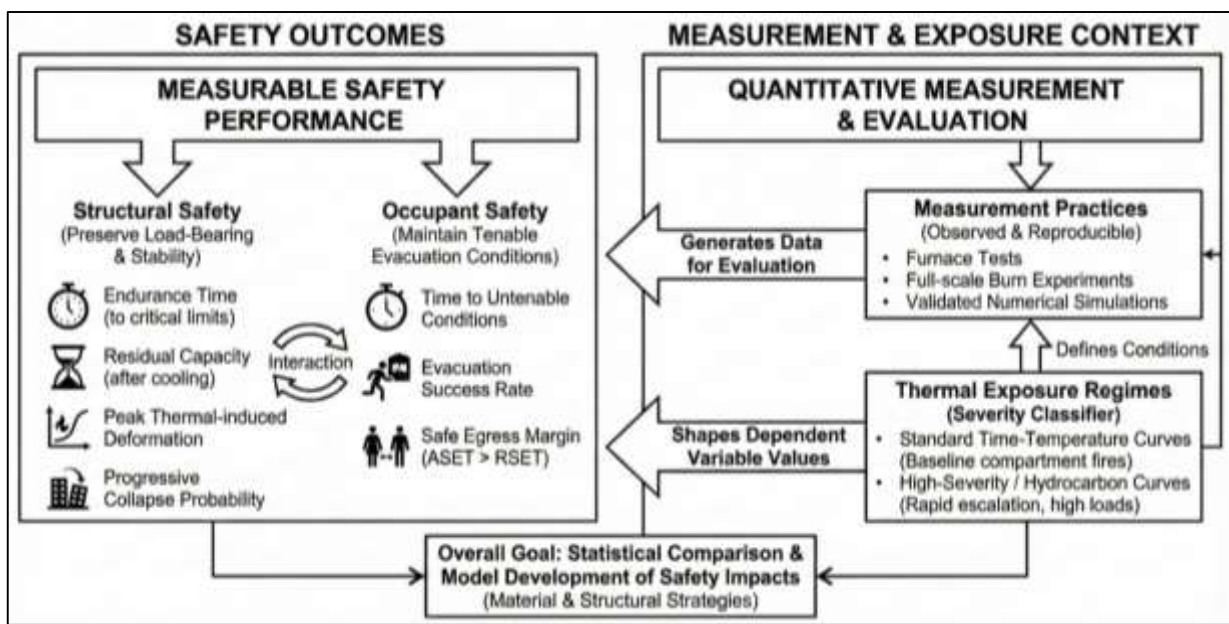 SAFETY OUTCOMES
MEASURABLE SAFETY
PERFORMANCE
Structural Safety
(Preserve Load-Bearing
& Stability)
Endurance Time
(to critical limits)
Residual Capacity
(after cooling)
Peak Thermal-induced
Deformation
Progressive
Collapse Probability
Interaction
Occupant Safety
(Maintain Tenable
Evacuation Conditions)
Time to Untenable
Conditions
Evacuation
Success Rate
Safe Egress Margin
(ASET > RSET)
MEASUREMENT & EXPOSURE CONTEXT
QUANTITATIVE MEASUREMENT
& EVALUATION
Generates Data
for Evaluation
Measurement Practices
(Observed & Reproducible)
• Furnace Tests
• Full-scale Burn Experiments
• Validated Numerical Simulations
Defines Conditions
Shapes Dependent
Variable Values
Thermal Exposure Regimes
(Severity Classifier)
• Standard Time-Temperature Curves
(Baseline compartment fires)
• High-Severity / Hydrocarbon Curves
(Rapid escalation, high loads)
Overall Goal: Statistical Comparison &
Model Development of Safety Impacts
(Material & Structural Strategies)